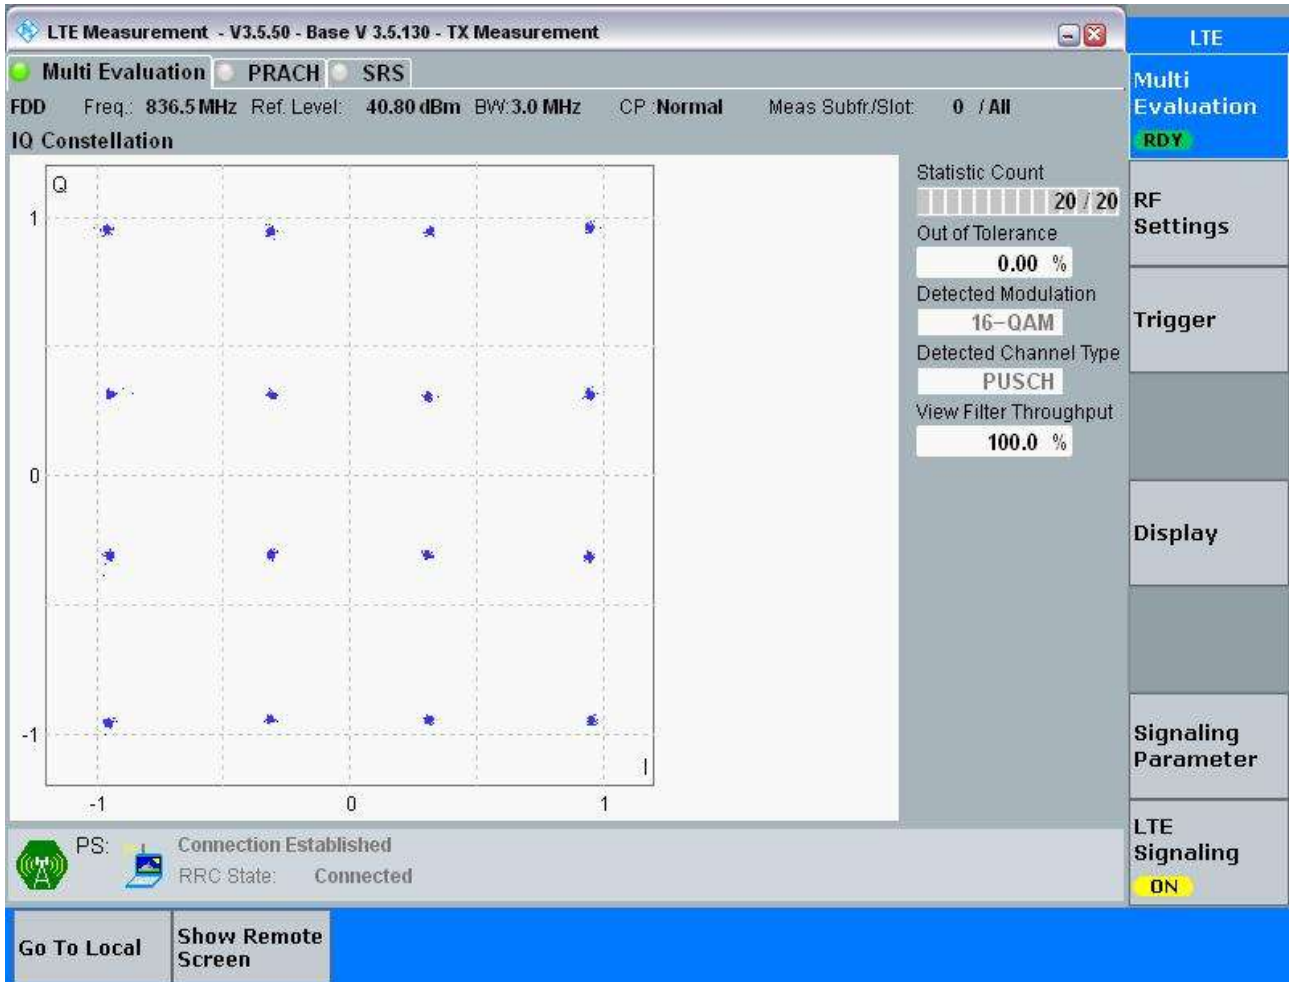 LTE Measurement - V3.5.50 - Base V 3.5.130 - TX Measurement
LTE
Multi Evaluation PRACH SRS
FDD Freq.: 836.5 MHz Ref. Level: 40.80 dBm BW:3.0 MHz CP :Normal Meas Subfr./Slot: 0 / All
IQ Constellation
Q
1
0
-1
I
-1 0 1
Statistic Count
20 / 20
Out of Tolerance
0.00 %
Detected Modulation
16-QAM
Detected Channel Type
PUSCH
View Filter Throughput
100.0 %
Multi
Evaluation
RDY
RF
Settings
Trigger
Display
Signaling
Parameter
LTE
Signaling
ON
PS: Connection Established
RRC State: Connected
Go To Local
Show Remote
Screen